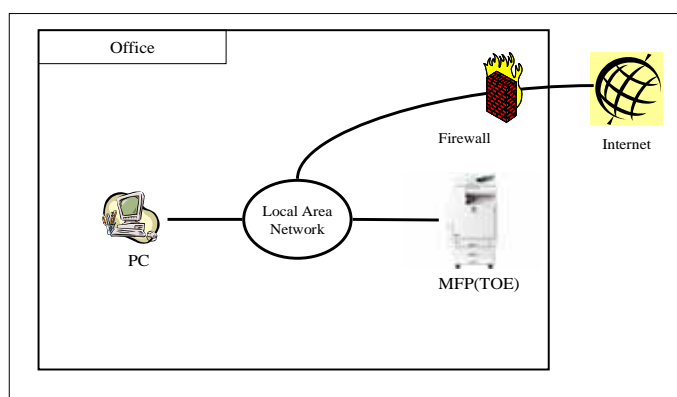 Office
Firewall
Internet
Local Area
Network
PC
MFP(TOE)